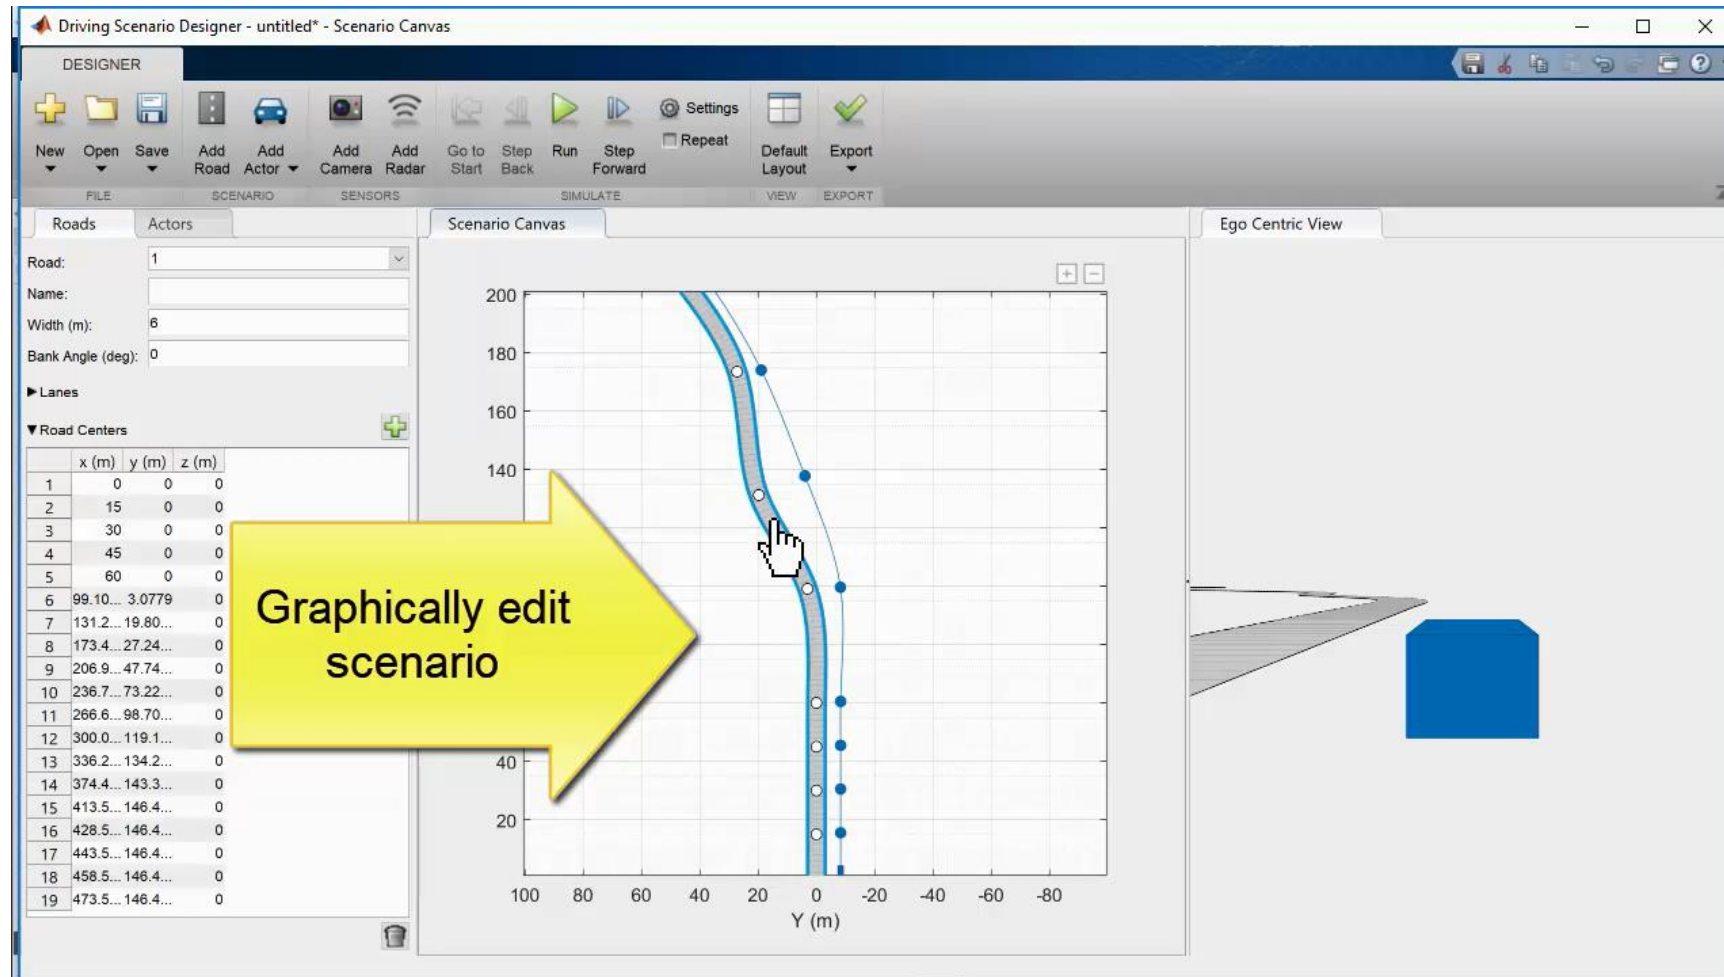 Driving Scenario Designer - untitled* - Scenario Canvas
DESIGNER
New Open Save Add Road Add Actor Add Camera Add Radar Go to Start Step Back Run Step Forward Settings Repeat Default Layout Export
FILE SCENARIO SENSORS SIMULATE VIEW EXPORT
Roads Actors
Road: 1
Name:
Width (m): 6
Bank Angle (deg): 0
Lanes
Road Centers
x (m) y (m) z (m)
1 0 0 0
2 15 0 0
3 30 0 0
4 45 0 0
5 60 0 0
6 99.10... 3.0779 0
7 131.2... 19.80... 0
8 173.4... 27.24... 0
9 206.9... 47.74... 0
10 236.7... 73.22... 0
11 266.6... 98.70... 0
12 300.0... 119.1... 0
13 336.2... 134.2... 0
14 374.4... 143.3... 0
15 413.5... 146.4... 0
16 428.5... 146.4... 0
17 443.5... 146.4... 0
18 458.5... 146.4... 0
19 473.5... 146.4... 0
Graphically edit
scenario
Scenario Canvas
200
180
160
140
40
20
100 80 60 40 20 0 -20 -40 -60 -80
Y (m)
Ego Centric View